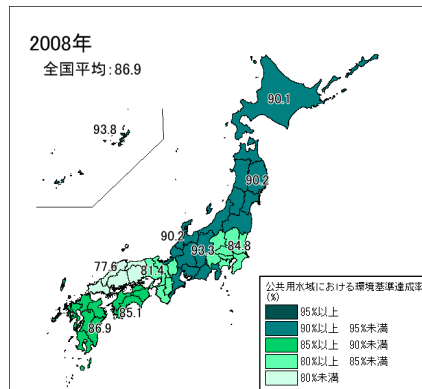 2008年
全国平均:86.9
90.1
93.8
90.2
90.2
93.3
84.8
77.6
81.4
85.1
86.9
公共用水域における環境基準達成率
(%)
95%以上
90%以上 95%未満
85%以上 90%未満
80%以上 85%未満
80%未満